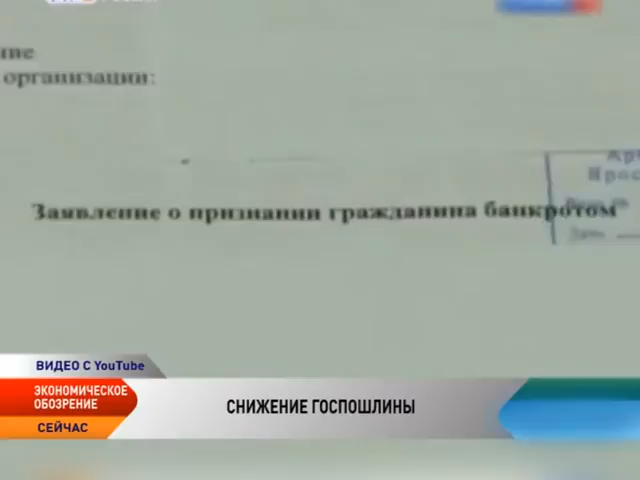 ние
организации:
Заявление о признании гражданина банкротом
ВИДЕО С YouTube
ЭКОНОМИЧЕСКОЕ
ОБОЗРЕНИЕ
СЕЙЧАС
СНИЖЕНИЕ ГОСПОШЛИНЫ